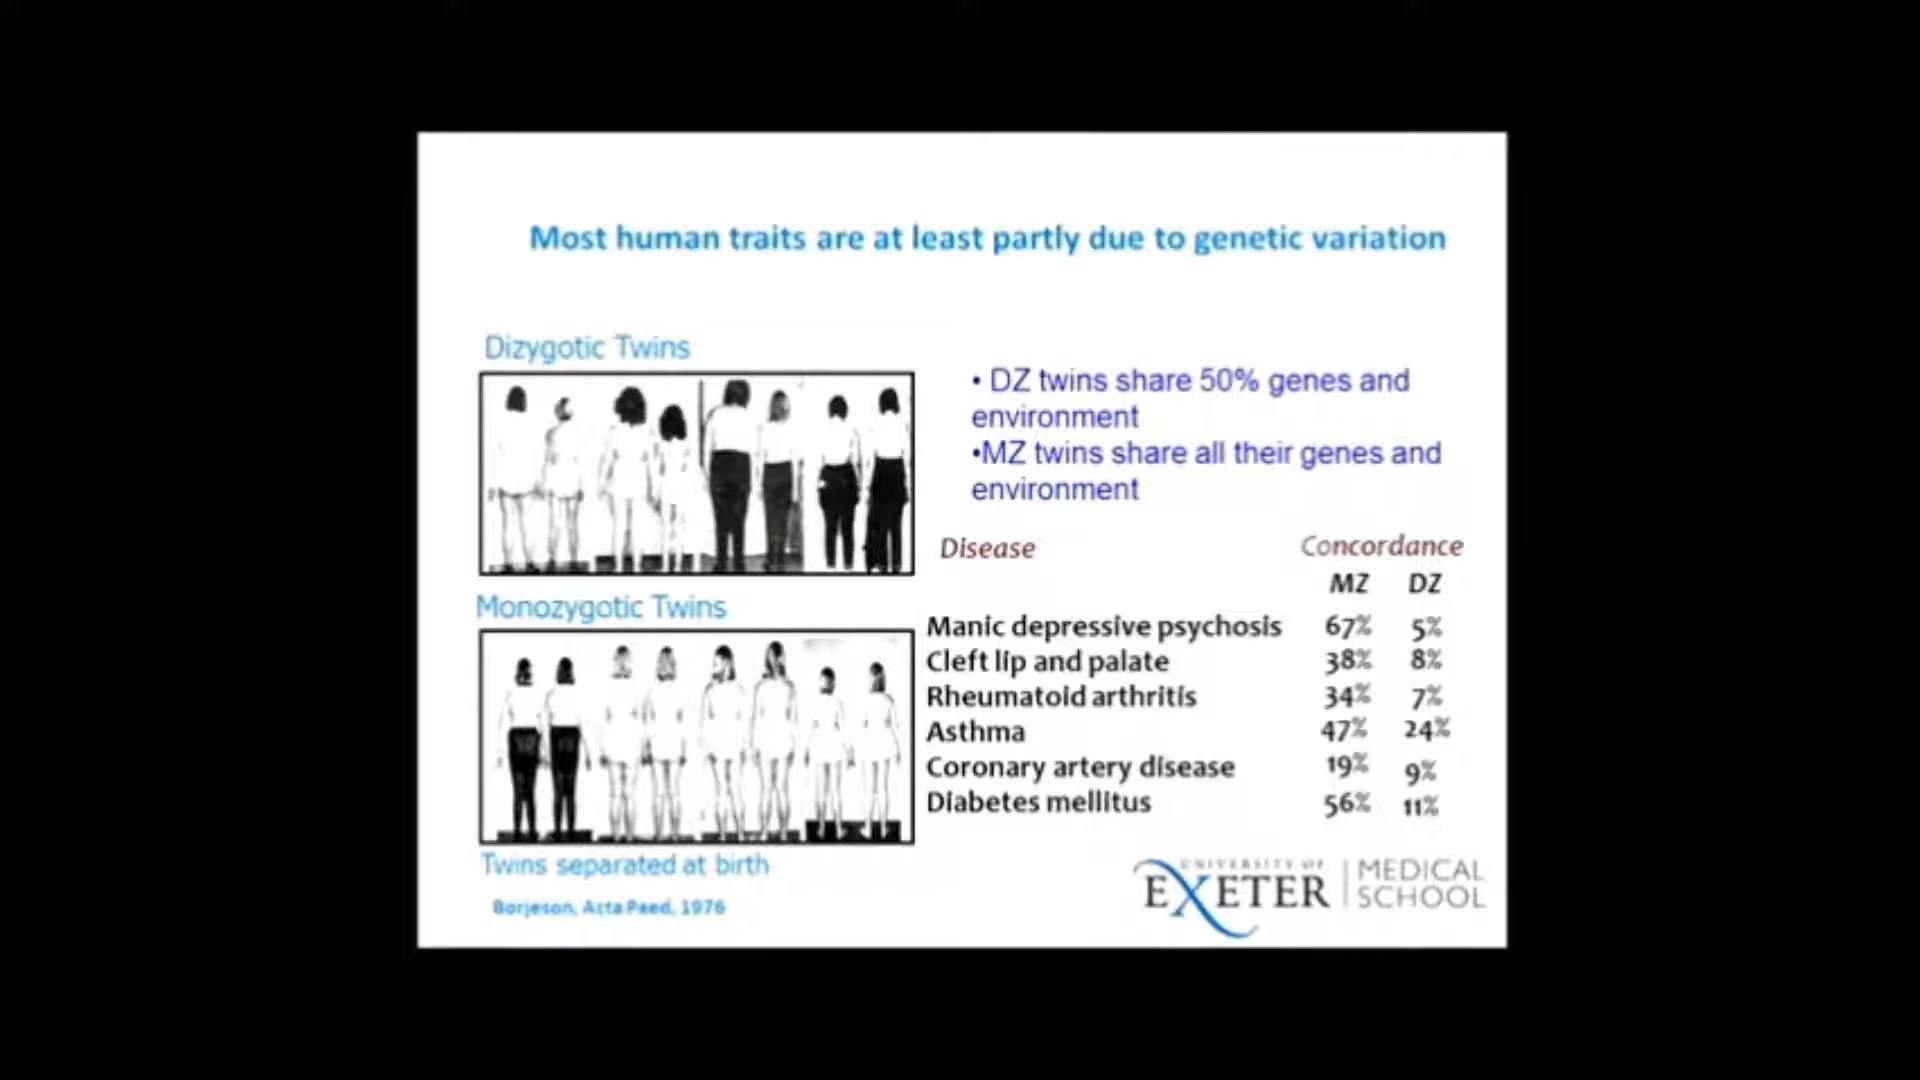 Most human traits are at least partly due to genetic variation
Dizygotic Twins
• DZ twins share 50% genes and
environment
•MZ twins share all their genes and
environment
Disease Concordance
MZ DZ
Monozygotic Twins
Manic depressive psychosis 67% 5%
Cleft lip and palate 38% 8%
Rheumatoid arthritis 34% 7%
Asthma 47% 24%
Coronary artery disease 19% 9%
Diabetes mellitus 56% 11%
Twins separated at birth
Borjeson, Acta Paed, 1976
UNIVERSITY OF
EXETER
MEDICAL
SCHOOL